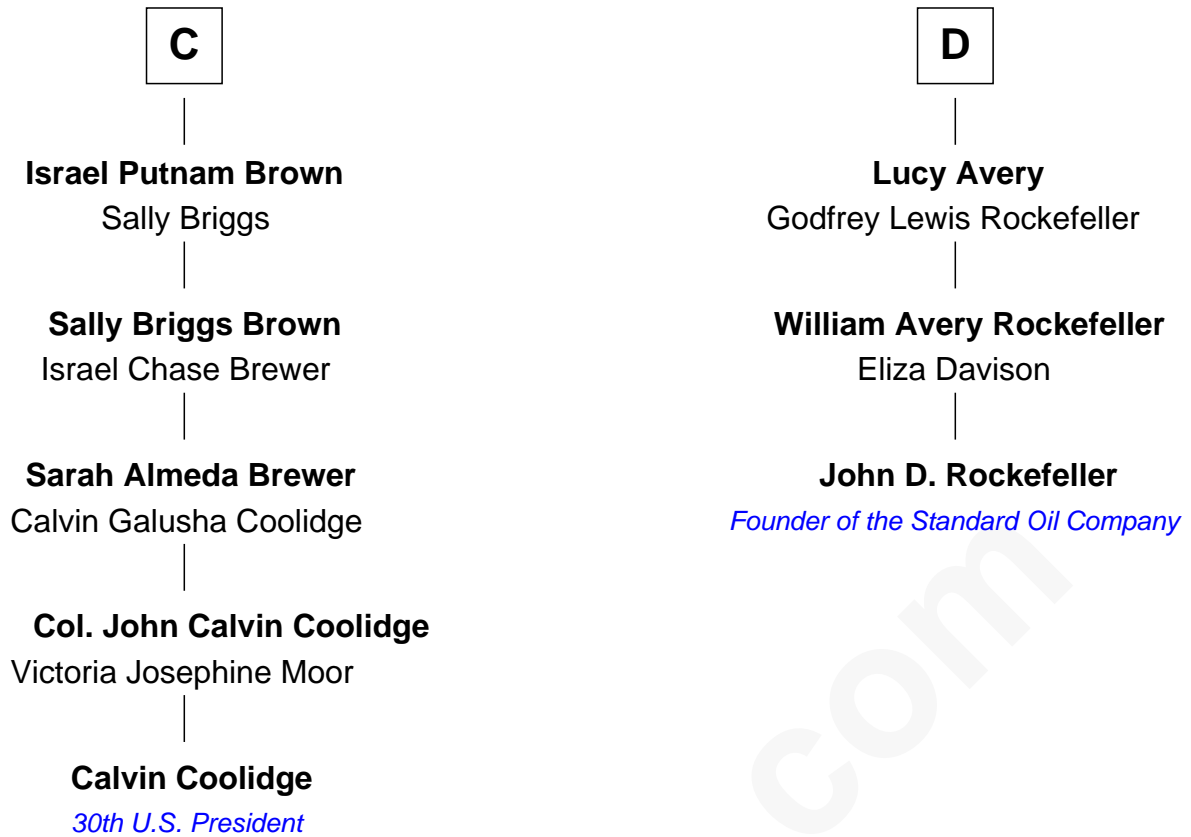 C
Israel Putnam Brown
Sally Briggs
Sally Briggs Brown
Israel Chase Brewer
Sarah Almeda Brewer
Calvin Galusha Coolidge
Col. John Calvin Coolidge
Victoria Josephine Moor
Calvin Coolidge
30th U.S. President
D
Lucy Avery
Godfrey Lewis Rockefeller
William Avery Rockefeller
Eliza Davison
John D. Rockefeller
Founder of the Standard Oil Company
com